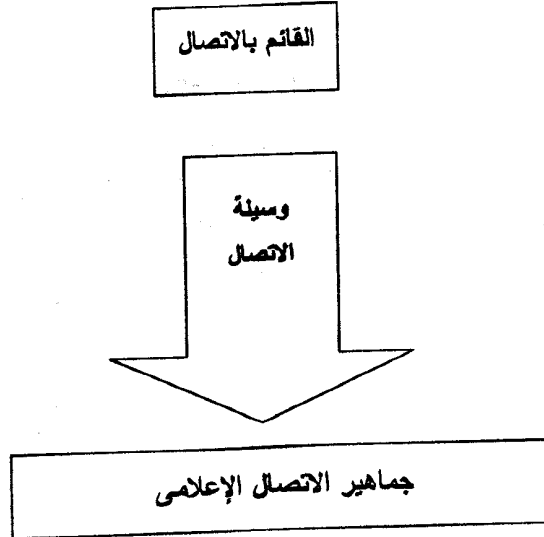 القائم بالاتصال
وسيلة
الاتصال
جماهير الاتصال الإعلامى